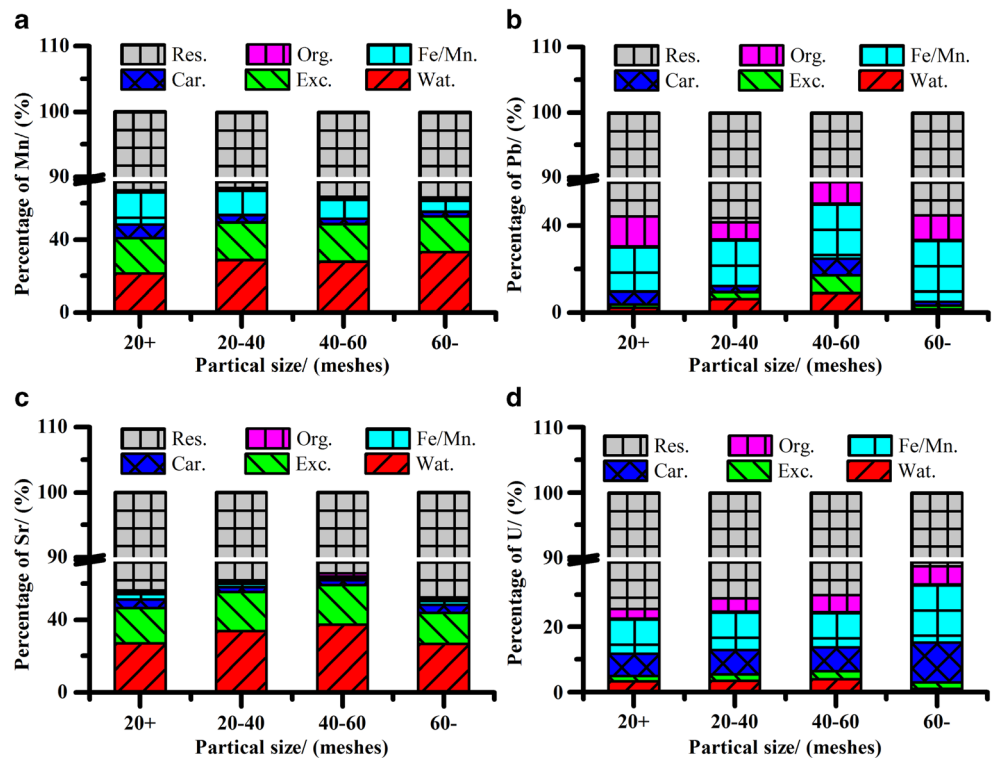 a
110
100
90
40
0
Percentage of Mn/ (%)
Res. Org. Fe/Mn.
Car. Exc. Wat.
20+ 20-40 40-60 60-
Partical size/ (meshes)
b
110
100
90
40
0
Percentage of Pb/ (%)
Res. Org. Fe/Mn.
Car. Exc. Wat.
20+ 20-40 40-60 60-
Partical size/ (meshes)
c
110
100
90
40
0
Percentage of Sr/ (%)
Res. Org. Fe/Mn.
Car. Exc. Wat.
20+ 20-40 40-60 60-
Partical size/ (meshes)
d
110
100
90
20
0
Percentage of U/ (%)
Res. Org. Fe/Mn.
Car. Exc. Wat.
20+ 20-40 40-60 60-
Partical size/ (meshes)